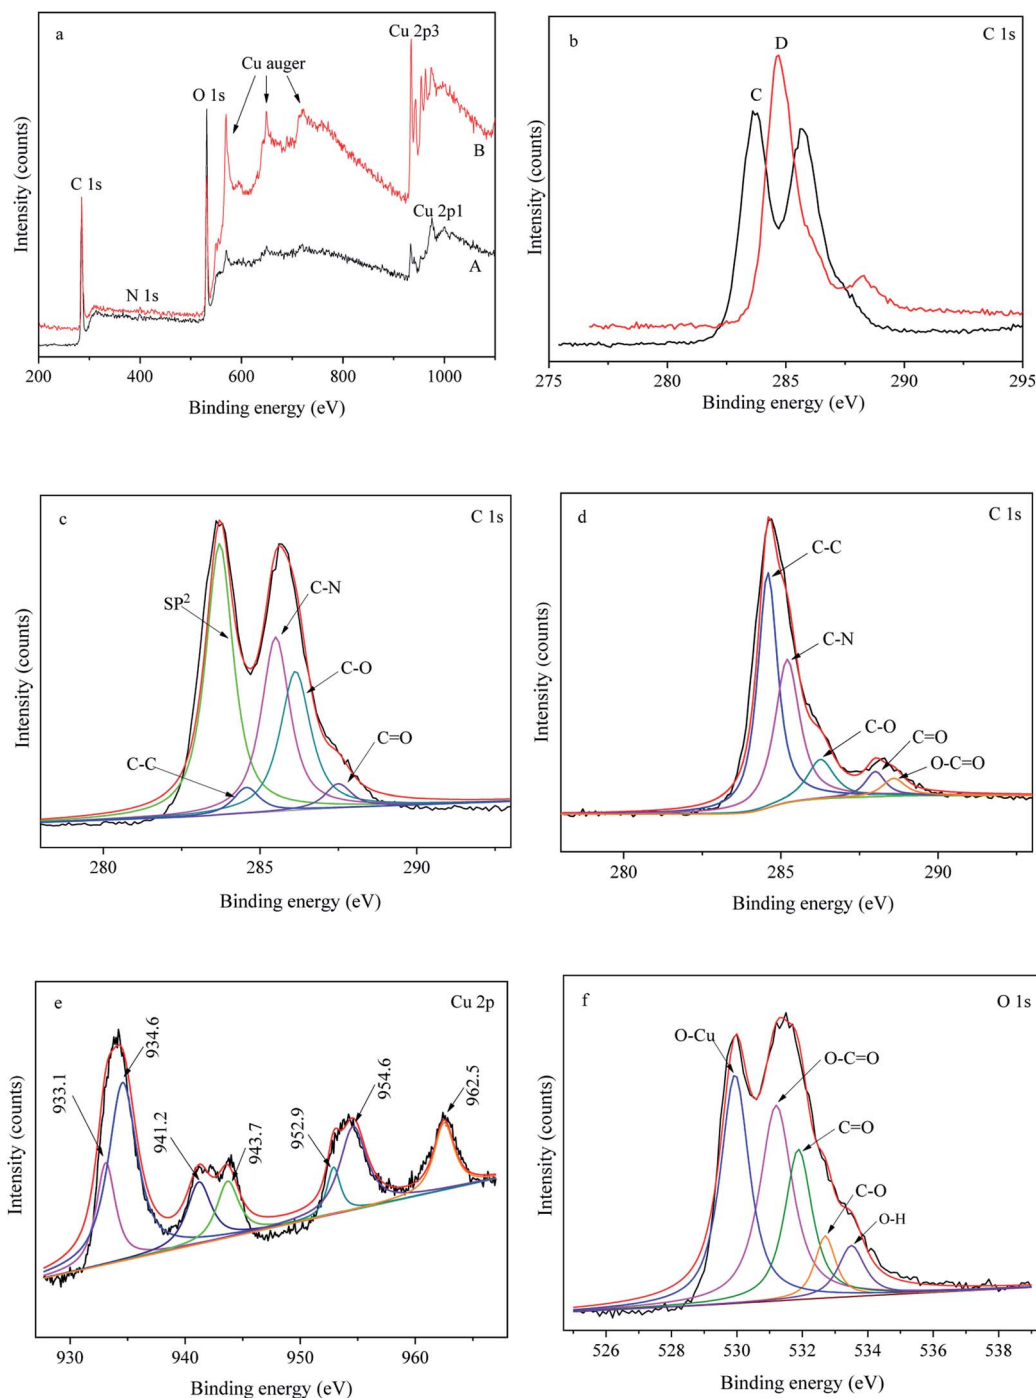 a
Cu 2p3
Cu auger
O 1s
B
C 1s
Cu 2p1
N 1s
A
200 400 600 800 1000
Binding energy (eV)
Intensity (counts)
b
C 1s
D
C
275 280 285 290 295
Binding energy (eV)
Intensity (counts)
c
C 1s
C-N
SP2
C-O
C-C
C=O
280 285 290
Binding energy (eV)
Intensity (counts)
d
C 1s
C-C
C-N
C-O
C=O
O-C=O
280 285 290
Binding energy (eV)
Intensity (counts)
e
Cu 2p
933.1
934.6
941.2
943.7
952.9
954.6
962.5
930 940 950 960
Binding energy (eV)
Intensity (counts)
f
O 1s
O-Cu
O-C=O
C=O
C-O
O-H
526 528 530 532 534 536 538
Binding energy (eV)
Intensity (counts)